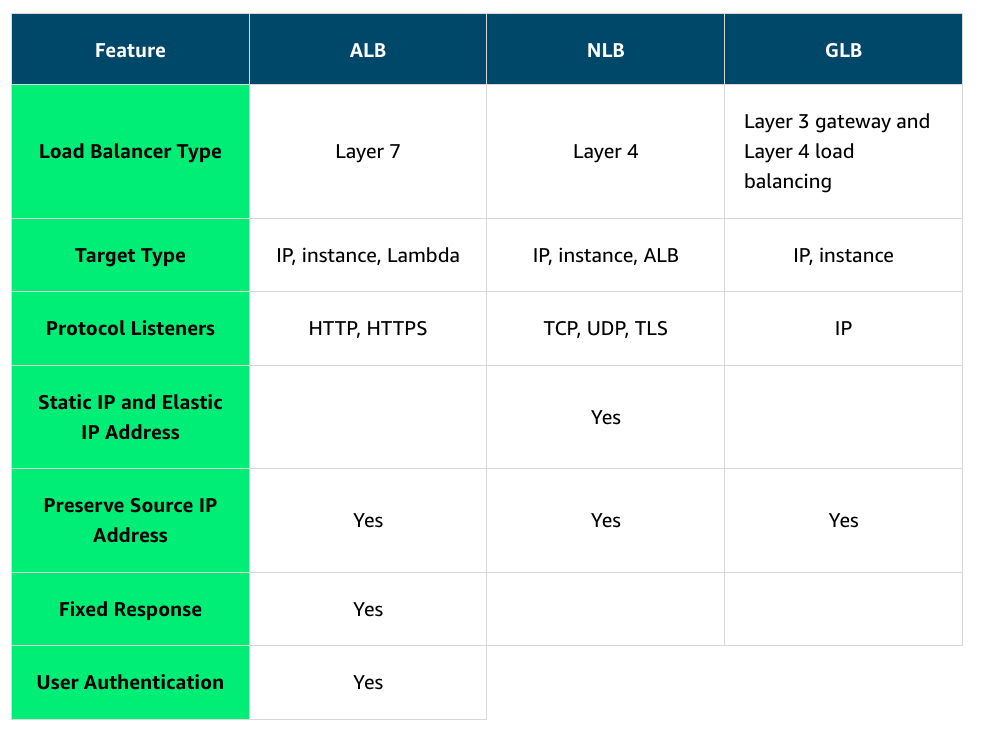 Feature
ALB
NLB
GLB
Load Balancer Type
Layer 7
Layer 4
Layer 3 gateway and
Layer 4 load
balancing
Target Type
IP, instance, Lambda
IP, instance, ALB
IP, instance
Protocol Listeners
HTTP, HTTPS
TCP, UDP, TLS
IP
Static IP and Elastic
IP Address
Yes
Preserve Source IP
Address
Yes
Yes
Yes
Fixed Response
Yes
User Authentication
Yes